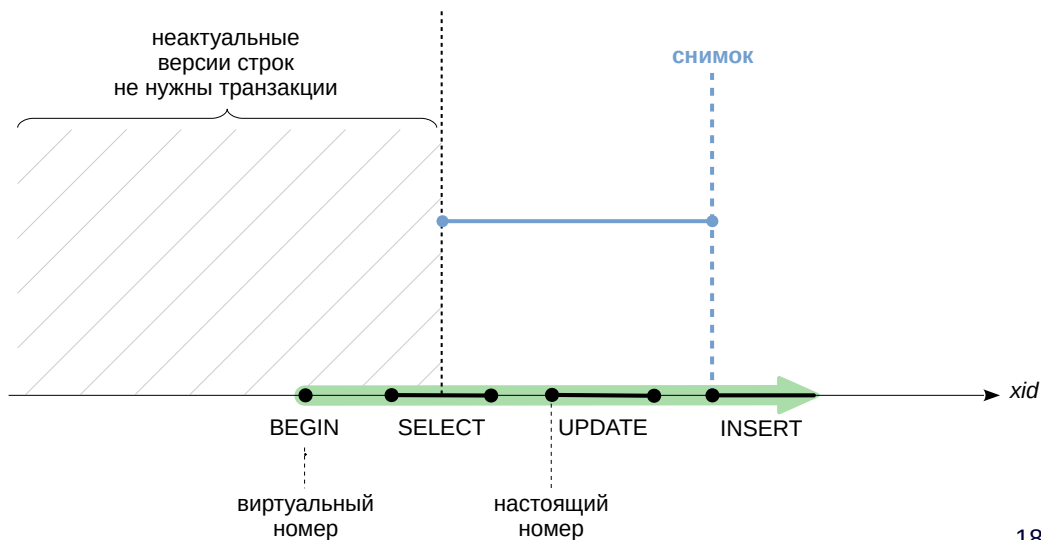 неактуальные
версии строк
не нужны транзакции
снимок
xid
BEGIN
SELECT
UPDATE
INSERT
виртуальный
номер
настоящий
номер
18